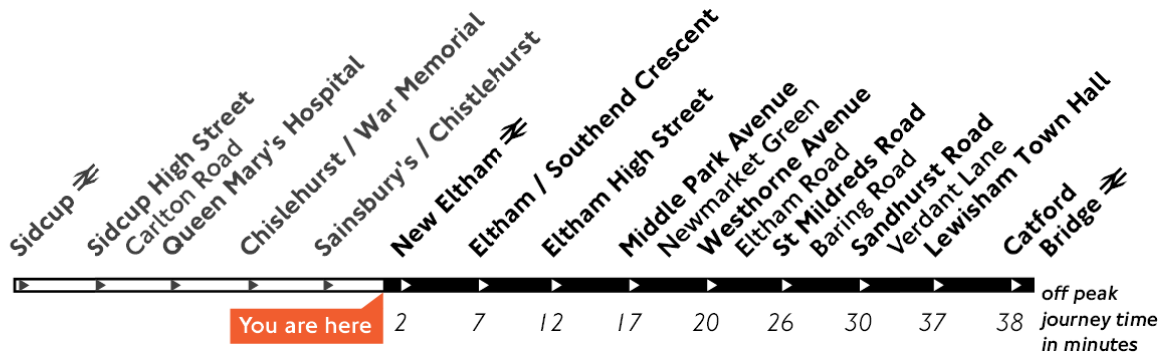 Sidcup
Sidcup High Street
Carlton Road
Queen Mary's Hospital
Chislehurst / War Memorial
Sainsbury's / Chistlehurst
New Eltham
Eltham / Southend Crescent
Eltham High Street
Middle Park Avenue
Newmarket Green
Westhorne Avenue
Eltham Road
St Mildreds Road
Baring Road
Sandhurst Road
Verdant Lane
Lewisham Town Hall
Catford
Bridge
You are here
2 7 12 17 20 26 30 37 38
off peak
journey time
in minutes